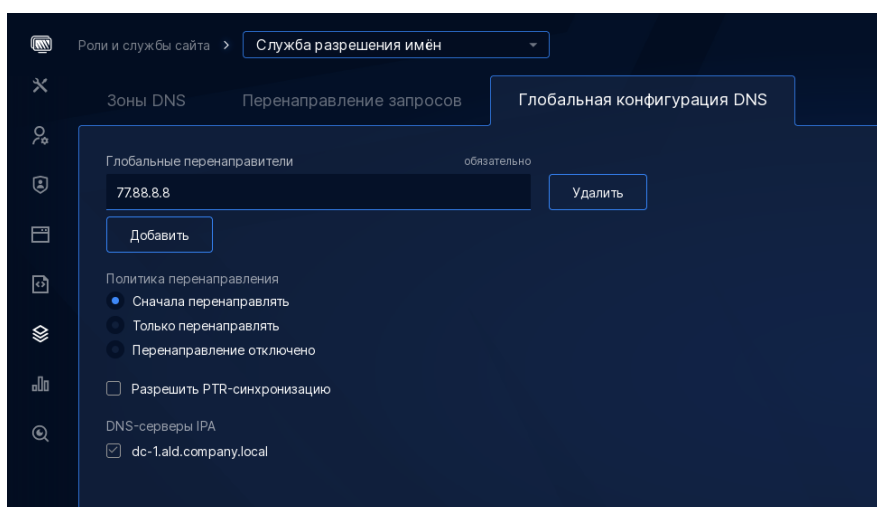 Роли и службы сайта > Служба разрешения имён
Зоны DNS Перенаправление запросов Глобальная конфигурация DNS
Глобальные перенаправители обязательно
77.88.8.8 Удалить
Добавить
Политика перенаправления
Сначала перенаправлять
Только перенаправлять
Перенаправление отключено
Разрешить PTR-синхронизацию
DNS-серверы IPA
dc-1.ald.company.local